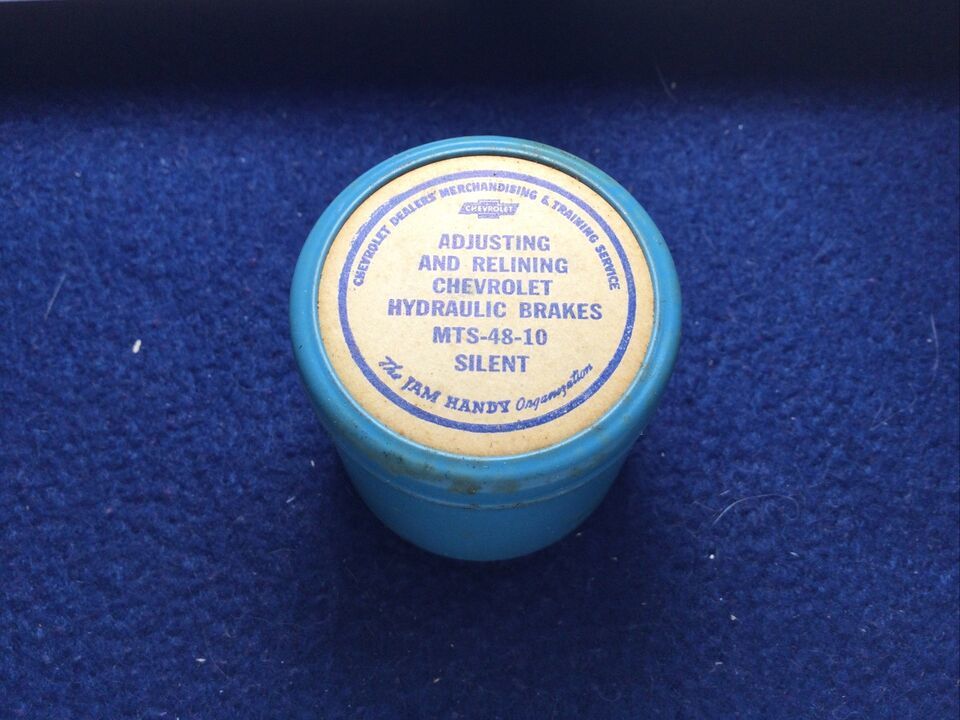 CHEVROLET DEALERS' MERCHANDISING & TRAINING SERVICE
CHEVROLET
ADJUSTING
AND RELINING
CHEVROLET
HYDRAULIC BRAKES
MTS-48-10
SILENT
The JAM HANDY Organization